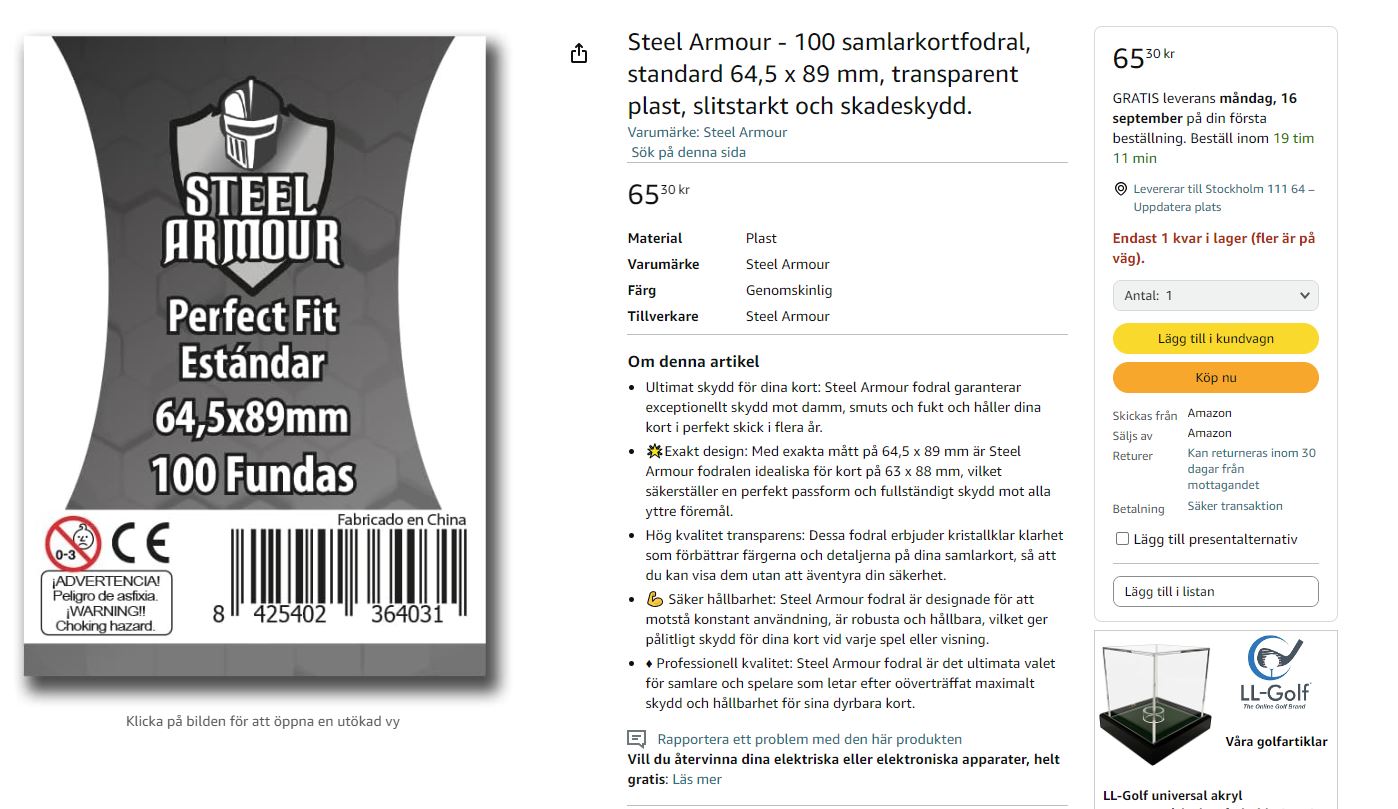 STEEL
ARMOUR
Perfect Fit
Estándar
64,5x89mm
100 Fundas
Fabricado en China
0-3
CE
¡ADVERTENCIA!
Peligro de asfixia.
¡WARNING!!
Choking hazard.
8 425402 364031
Klicka på bilden för att öppna en utökad vy
Steel Armour - 100 samlarkortfodral,
standard 64,5 x 89 mm, transparent
plast, slitstarkt och skadeskydd.
Varumärke: Steel Armour
Sök på denna sida
65 30 kr
Material Plast
Varumärke Steel Armour
Färg Genomskinlig
Tillverkare Steel Armour
Om denna artikel
• Ultimat skydd för dina kort: Steel Armour fodral garanterar
exceptionellt skydd mot damm, smuts och fukt och håller dina
kort i perfekt skick i flera år.
• 🌟Exakt design: Med exakta mått på 64,5 x 89 mm är Steel
Armour fodralen idealiska för kort på 63 x 88 mm, vilket
säkerställer en perfekt passform och fullständigt skydd mot alla
yttre föremål.
• Hög kvalitet transparens: Dessa fodral erbjuder kristallklar klarhet
som förbättrar färgerna och detaljerna på dina samlarkort, så att
du kan visa dem utan att äventyra din säkerhet.
• 💪 Säker hållbarhet: Steel Armour fodral är designade för att
motstå konstant användning, är robusta och hållbara, vilket ger
pålitligt skydd för dina kort vid varje spel eller visning.
• ♦ Professionell kvalitet: Steel Armour fodral är det ultimata valet
för samlare och spelare som letar efter oöverträffat maximalt
skydd och hållbarhet för sina dyrbara kort.
Rapportera ett problem med den här produkten
Vill du återvinna dina elektriska eller elektroniska apparater, helt
gratis: Läs mer
65 30 kr
GRATIS leverans måndag, 16
september på din första
beställning. Beställ inom 19 tim
11 min
Levererar till Stockholm 111 64 –
Uppdatera plats
Endast 1 kvar i lager (fler är på
väg).
Antal: 1
Lägg till i kundvagn
Köp nu
Skickas från Amazon
Säljs av Amazon
Returer Kan returneras inom 30
dagar från
mottagandet
Betalning Säker transaktion
Lägg till presentalternativ
Lägg till i listan
LL-Golf
The Online Golf Brand
Våra golfartiklar
LL-Golf universal akryl